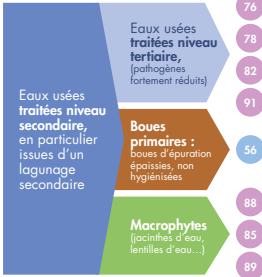 Eaux usées
traitées niveau
secondaire,
en particulier
issues d'un
lagunage
secondaire
Eaux usées
traitées niveau
tertiaire,
(pathogènes
fortement réduits)
Boues
primaires :
boues d'épuration
épaissies, non
hygiénisées
Macrophytes
(jacinthes d'eau,
lentilles d'eau...)
76
78
82
91
56
88
85
89